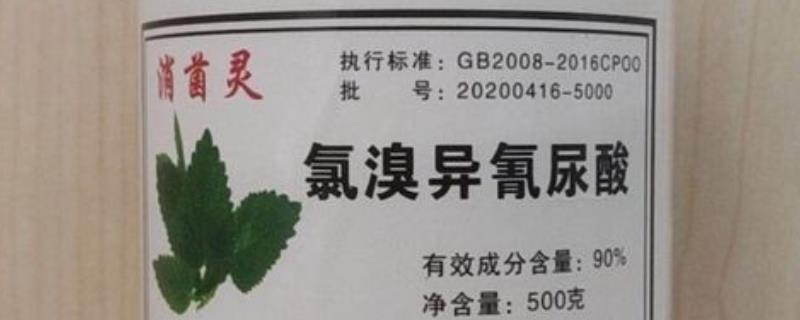 消菌灵
执行标准：GB2008-2016CP00
批 号：20200416-5000
氯溴异氰尿酸
有效成分含量：90%
净含量：500克